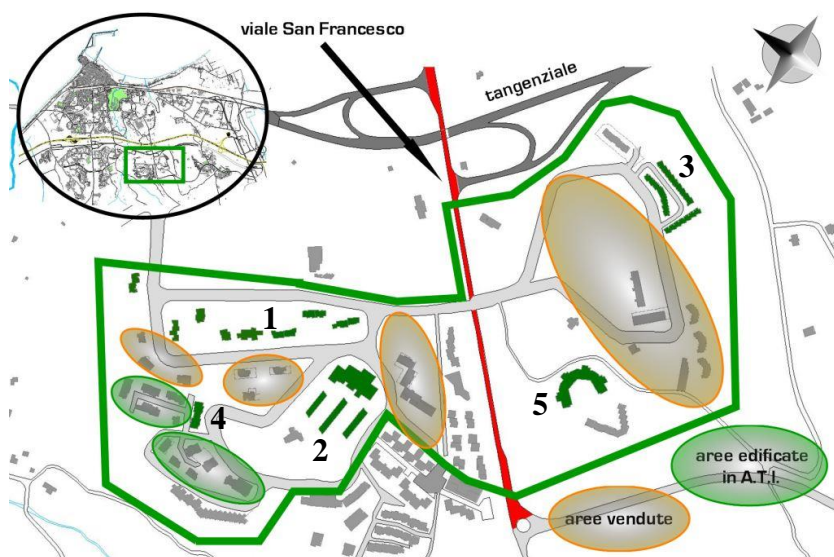 viale San Francesco
tangenziale
3
1
4
2
5
aree edificate
in A.T.I.
aree vendute